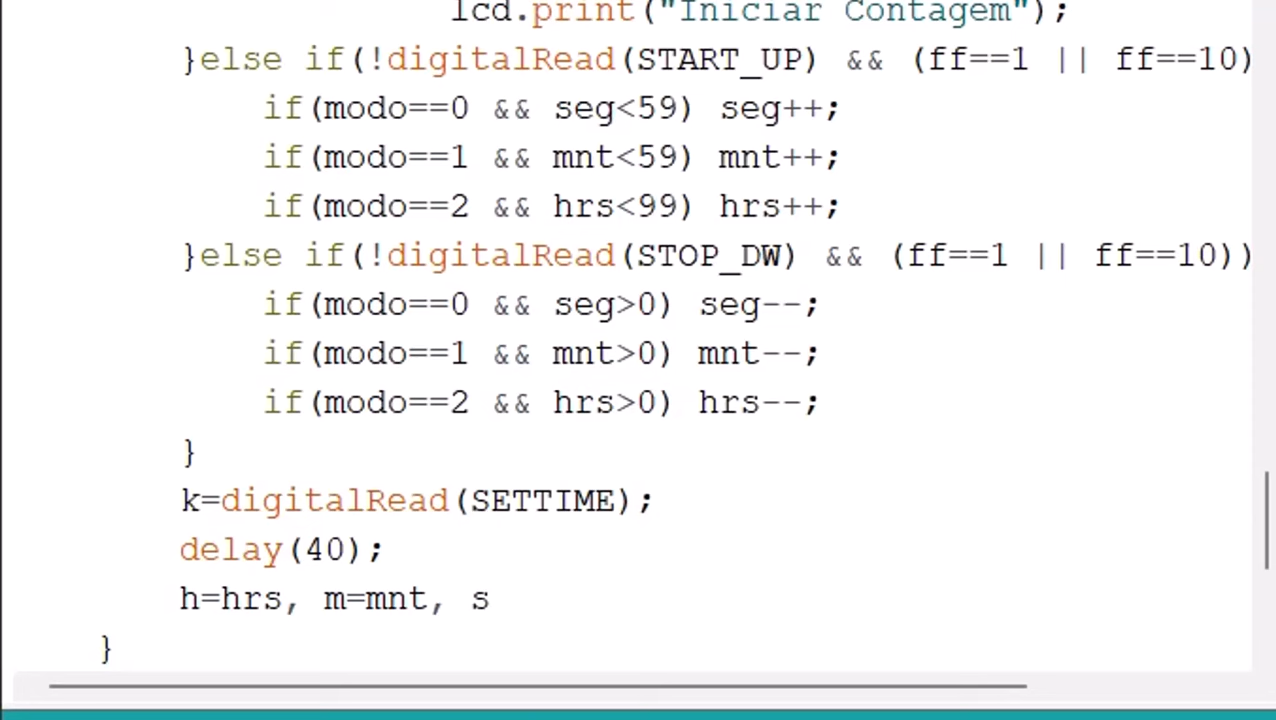 lcd.print("Iniciar Contagem");
}else if(!digitalRead(START_UP) && (ff==1 || ff==10)
if(modo==0 && seg<59) seg++;
if(modo==1 && mnt<59) mnt++;
if(modo==2 && hrs<99) hrs++;
}else if(!digitalRead(STOP_DW) && (ff==1 || ff==10))
if(modo==0 && seg>0) seg--;
if(modo==1 && mnt>0) mnt--;
if(modo==2 && hrs>0) hrs--;
}
k=digitalRead(SETTIME);
delay(40);
h=hrs, m=mnt, s
}